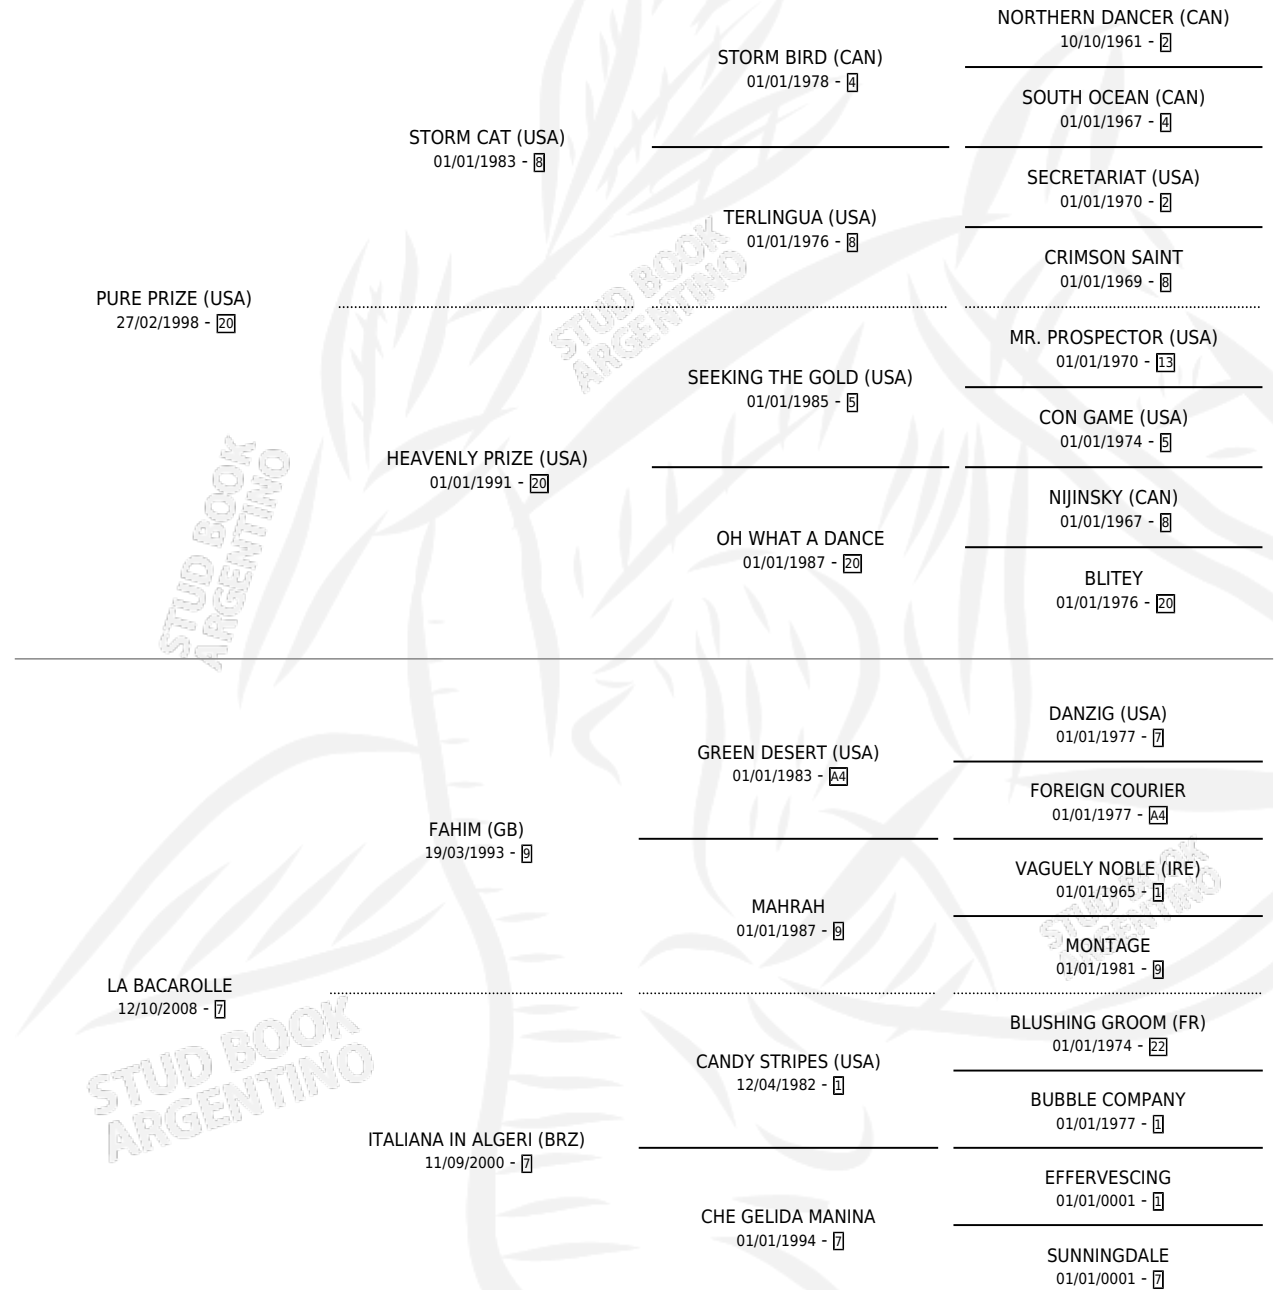 NORTHERN DANCER (CAN)
10/10/1961 - 2
STORM BIRD (CAN)
01/01/1978 - 4
SOUTH OCEAN (CAN)
01/01/1967 - 4
STORM CAT (USA)
01/01/1983 - 8
SECRETARIAT (USA)
01/01/1970 - 2
TERLINGUA (USA)
01/01/1976 - 8
CRIMSON SAINT
01/01/1969 - 8
PURE PRIZE (USA)
27/02/1998 - 20
MR. PROSPECTOR (USA)
01/01/1970 - 13
SEEKING THE GOLD (USA)
01/01/1985 - 5
CON GAME (USA)
01/01/1974 - 5
HEAVENLY PRIZE (USA)
01/01/1991 - 20
NIJINSKY (CAN)
01/01/1967 - 8
OH WHAT A DANCE
01/01/1987 - 20
BLITEY
01/01/1976 - 20
DANZIG (USA)
01/01/1977 - 7
GREEN DESERT (USA)
01/01/1983 - A4
FOREIGN COURIER
01/01/1977 - A4
FAHIM (GB)
19/03/1993 - 9
VAGUELY NOBLE (IRE)
01/01/1965 - 1
MAHRAH
01/01/1987 - 9
MONTAGE
01/01/1981 - 9
LA BACAROLLE
12/10/2008 - 7
BLUSHING GROOM (FR)
01/01/1974 - 22
CANDY STRIPES (USA)
12/04/1982 - 1
BUBBLE COMPANY
01/01/1977 - 1
ITALIANA IN ALGERI (BRZ)
11/09/2000 - 7
EFFERVESCING
01/01/0001 - 1
CHE GELIDA MANINA
01/01/1994 - 7
SUNNINGDALE
01/01/0001 - 7
STUD BOOK
ARGENTINO
STUD BOOK
ARGENTINO
STUD BOOK
ARGENTINO
STUD BOOK
ARGENTINO